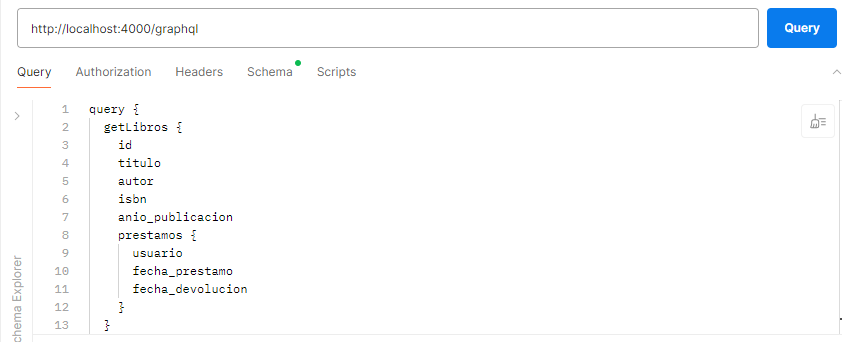 http://localhost:4000/graphql
Query
Query Authorization Headers Schema Scripts
1 query {
2 getLibros {
3 id
4 titulo
5 autor
6 isbn
7 anio_publicacion
8 prestamos {
9 usuario
10 fecha_prestamo
11 fecha_devolucion
12 }
13 }
chema Explorer